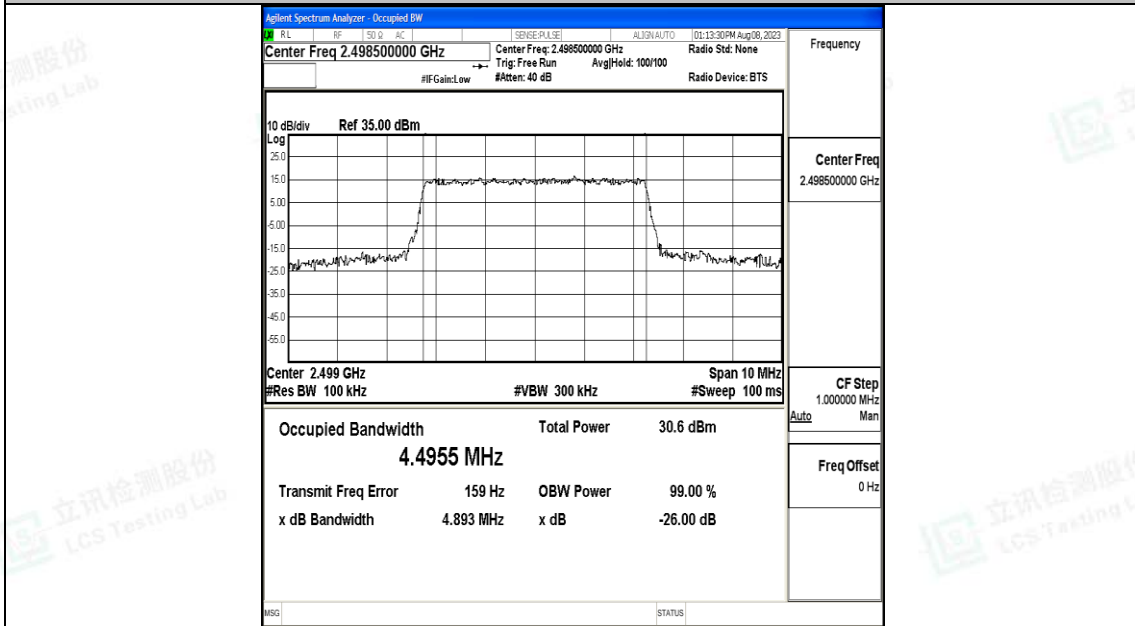 Agilent Spectrum Analyzer - Occupied BW
RL RF 50 Ω AC SENSE:PULSE ALIGN AUTO 01:13:30PM Aug 08, 2023
Center Freq 2.498500000 GHz
Center Freq: 2.498500000 GHz
Radio Std: None
Trig: Free Run Avg|Hold: 100/100
#IFGain:Low
#Atten: 40 dB
Radio Device: BTS
10 dB/div Ref 35.00 dBm
Log
25.0
15.0
5.00
-5.00
-15.0
-25.0
-35.0
-45.0
-55.0
Center 2.499 GHz Span 10 MHz
#Res BW 100 kHz #VBW 300 kHz #Sweep 100 ms
Occupied Bandwidth Total Power 30.6 dBm
4.4955 MHz
Transmit Freq Error 159 Hz OBW Power 99.00 %
x dB Bandwidth 4.893 MHz x dB -26.00 dB
MSG STATUS
Frequency
Center Freq
2.498500000 GHz
CF Step
1.000000 MHz
Auto Man
Freq Offset
0 Hz
测股份
sting Lab
立
立讯检测股份
LCS Testing Lab
立讯检测股份
LCS Testing L